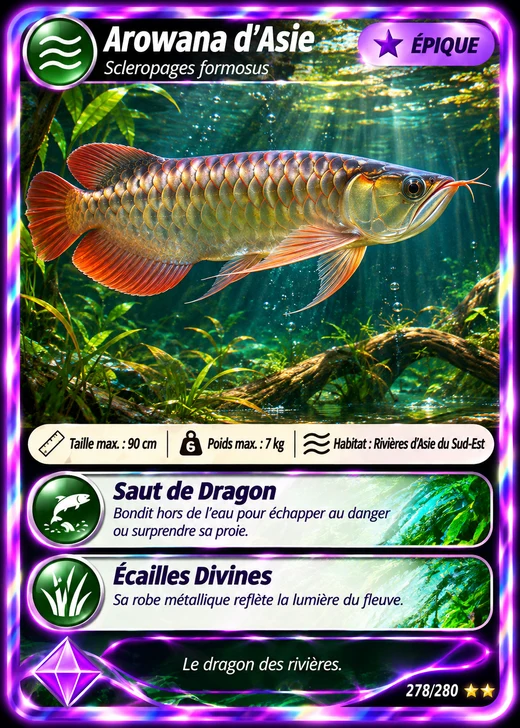 Arowana d'Asie
Scleropages formosus
ÉPIQUE
Taille max. : 90 cm
G
Poids max. : 7 kg
Habitat : Rivières d'Asie du Sud-Est
Saut de Dragon
Bondit hors de l'eau pour échapper au danger
ou surprendre sa proie.
Écailles Divines
Sa robe métallique reflète la lumière du fleuve.
Le dragon des rivières.
278/280